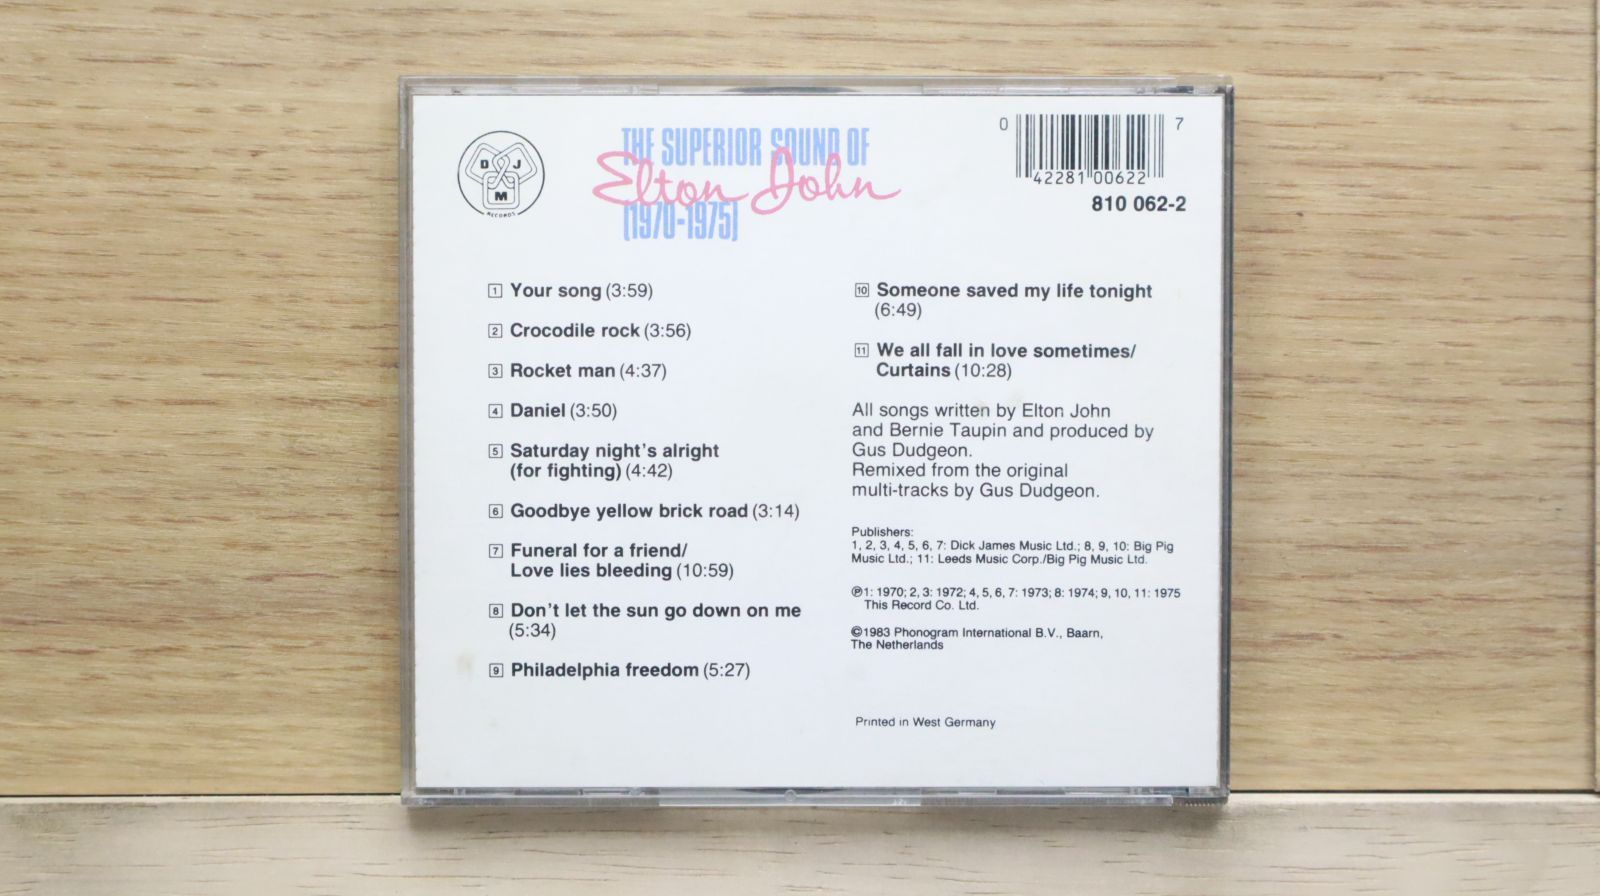 D J
M
RECORDS
THE SUPERIOR SOUND OF
Elton John
(1970-1975)
0 42281 00622 7
810 062-2
1 Your song (3:59)
2 Crocodile rock (3:56)
3 Rocket man (4:37)
4 Daniel (3:50)
5 Saturday night's alright
(for fighting) (4:42)
6 Goodbye yellow brick road (3:14)
7 Funeral for a friend/
Love lies bleeding (10:59)
8 Don't let the sun go down on me
(5:34)
9 Philadelphia freedom (5:27)
10 Someone saved my life tonight
(6:49)
11 We all fall in love sometimes/
Curtains (10:28)
All songs written by Elton John
and Bernie Taupin and produced by
Gus Dudgeon.
Remixed from the original
multi-tracks by Gus Dudgeon.
Publishers:
1, 2, 3, 4, 5, 6, 7: Dick James Music Ltd.; 8, 9, 10: Big Pig
Music Ltd.; 11: Leeds Music Corp./Big Pig Music Ltd.
℗1: 1970; 2, 3: 1972; 4, 5, 6, 7: 1973; 8: 1974; 9, 10, 11: 1975
This Record Co. Ltd.
©1983 Phonogram International B.V., Baarn,
The Netherlands
Printed in West Germany